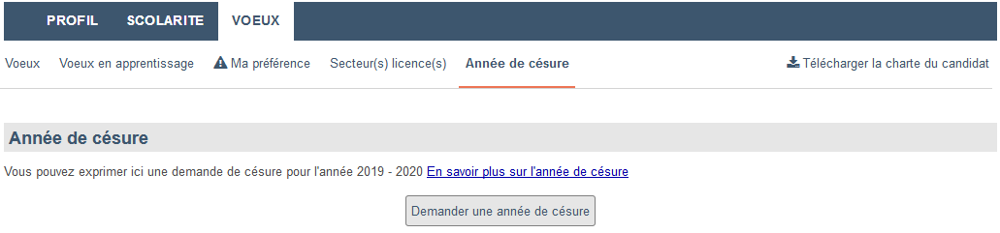 PROFIL SCOLARITE VOEUX
Voeux Voeux en apprentissage Ma préférence Secteur(s) licence(s) Année de césure Télécharger la charte du candidat
Année de césure
Vous pouvez exprimer ici une demande de césure pour l'année 2019 - 2020 En savoir plus sur l'année de césure
Demander une année de césure